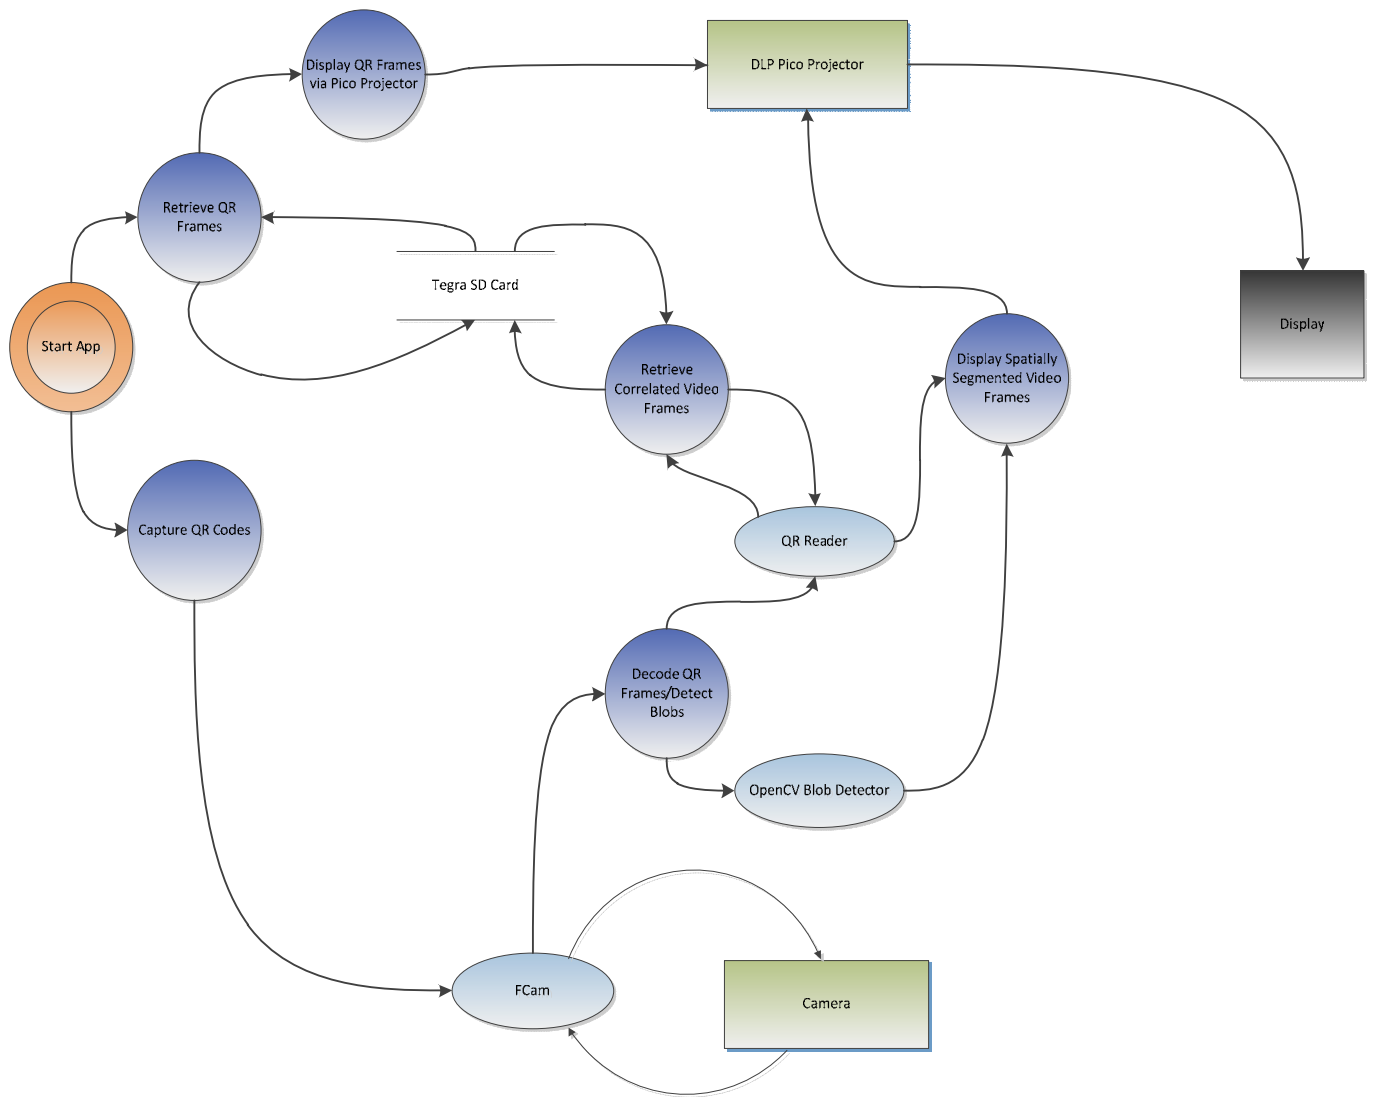 Display QR Frames
via Pico Projector
DLP Pico Projector
Retrieve QR
Frames
Tegra SD Card
Start App
Display
Retrieve
Correlated Video
Frames
Display Spatially
Segmented Video
Frames
Capture QR Codes
QR Reader
Decode QR
Frames/Detect
Blobs
OpenCV Blob Detector
FCam
Camera